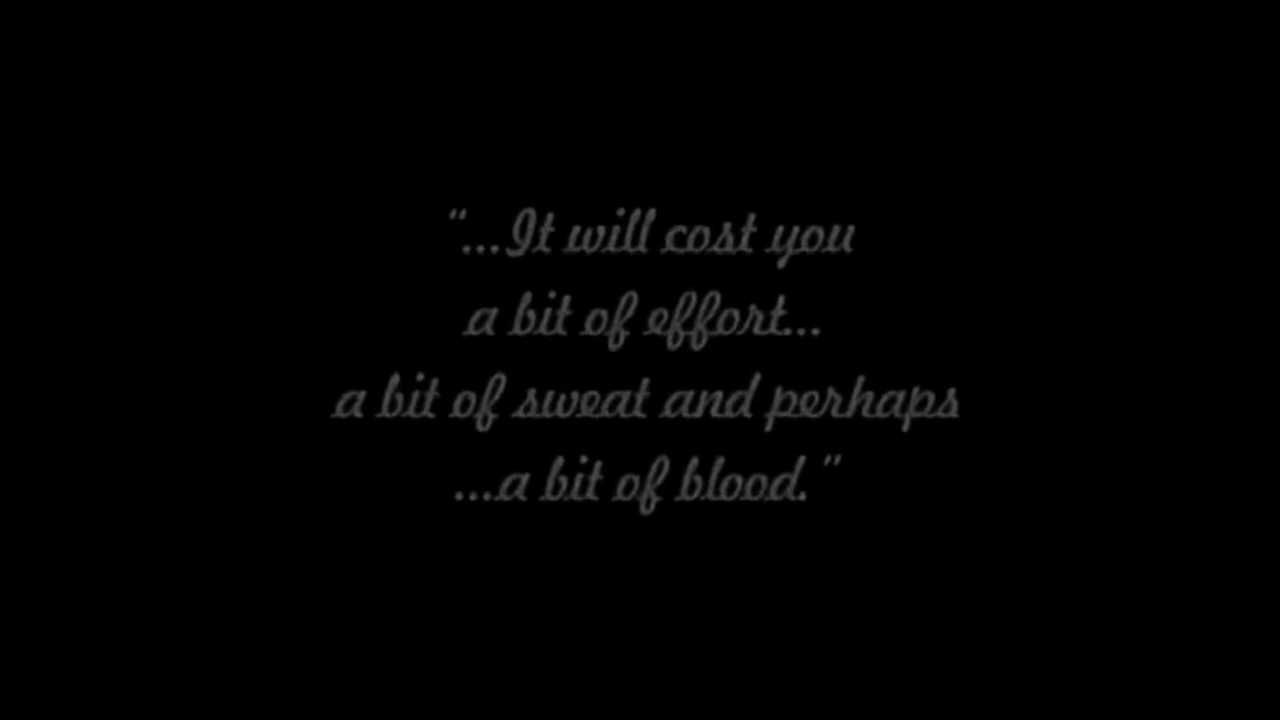 “...It will cost you
a bit of effort...
a bit of sweat and perhaps
...a bit of blood.”